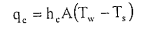 q_c = h_c A(T_w − T_s)